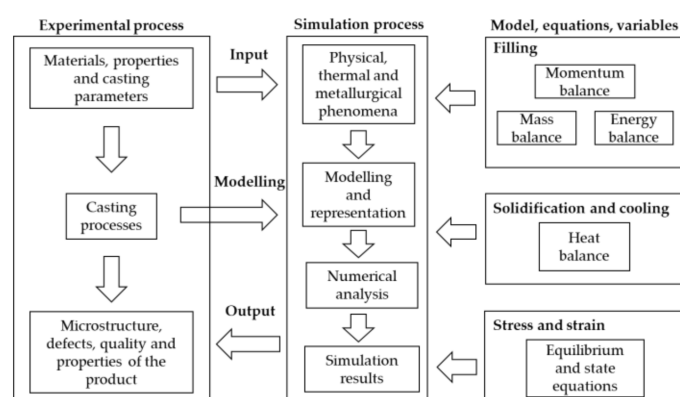 Experimental process
Materials, properties
and casting
parameters
Casting
processes
Microstructure,
defects, quality and
properties of the
product
Input
Modelling
Output
Simulation process
Physical,
thermal and
metallurgical
phenomena
Modelling
and
representation
Numerical
analysis
Simulation
results
Model, equations, variables
Filling
Momentum
balance
Mass
balance
Energy
balance
Solidification and cooling
Heat
balance
Stress and strain
Equilibrium
and state
equations